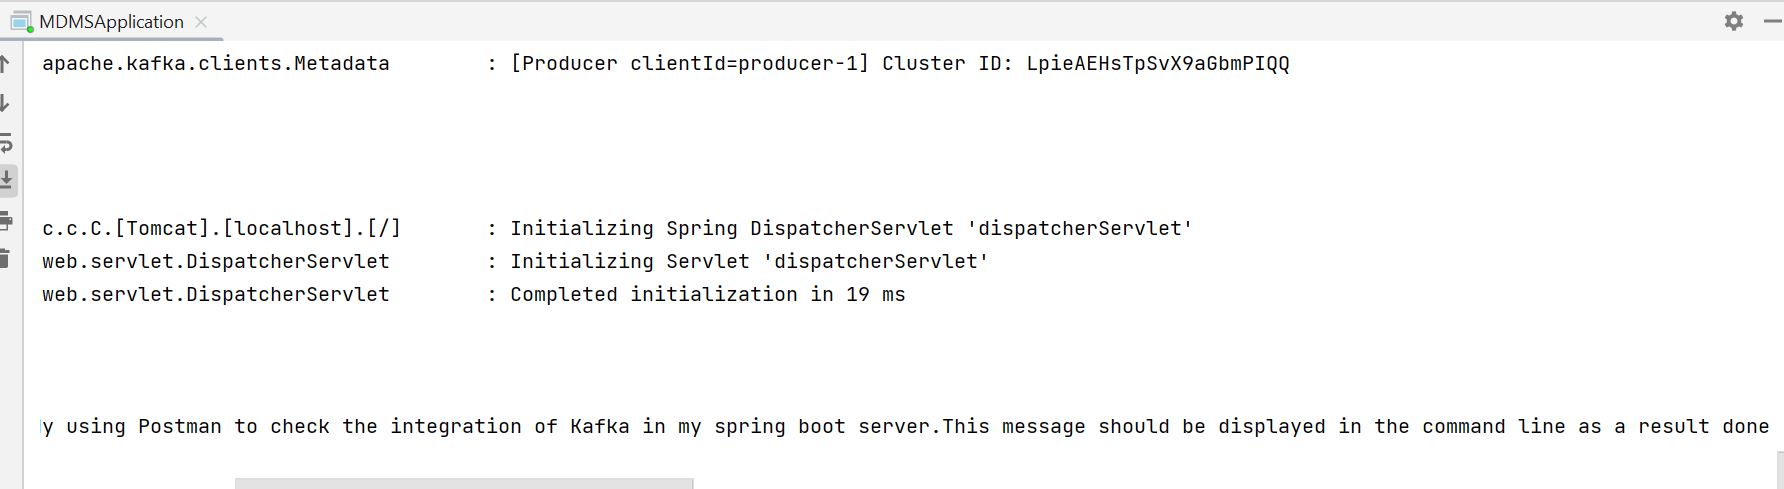 MDMSApplication
apache.kafka.clients.Metadata : [Producer clientId=producer-1] Cluster ID: LpieAEHsTpSvX9aGbmPIQQ
c.c.C.[Tomcat].[localhost].[/] : Initializing Spring DispatcherServlet 'dispatcherServlet'
web.servlet.DispatcherServlet : Initializing Servlet 'dispatcherServlet'
web.servlet.DispatcherServlet : Completed initialization in 19 ms
y using Postman to check the integration of Kafka in my spring boot server.This message should be displayed in the command line as a result done